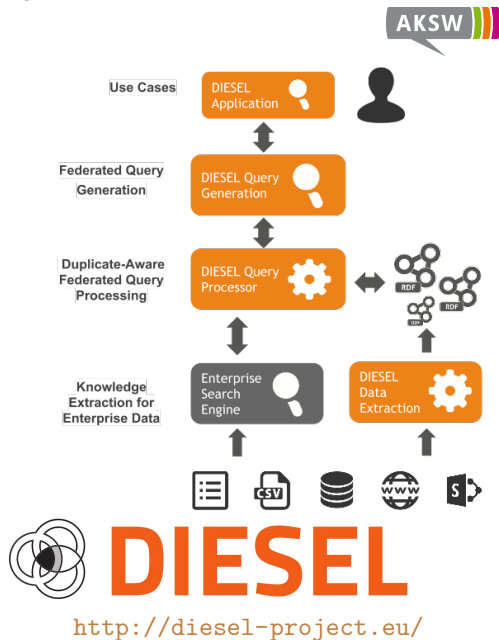 AKSW
Use Cases
DIESEL
Application
Federated Query
Generation
DIESEL Query
Generation
Duplicate-Aware
Federated Query
Processing
DIESEL Query
Processor
RDF
RDF
RDF
Knowledge
Extraction for
Enterprise Data
Enterprise
Search
Engine
DIESEL
Data
Extraction
CSV
www
S
DIESEL
http://diesel-project.eu/